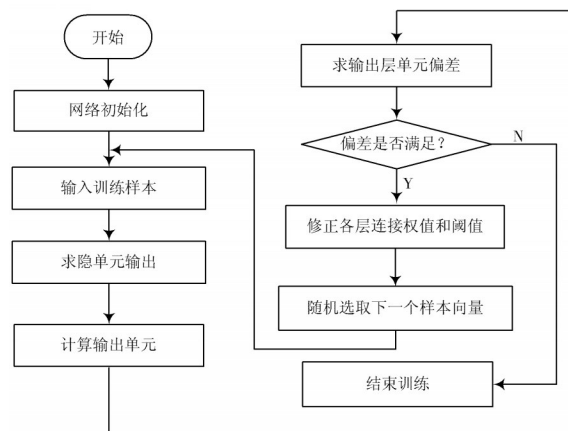 开始
网络初始化
输入训练样本
求隐单元输出
计算输出单元
求输出层单元偏差
偏差是否满足?
N
Y
修正各层连接权值和阈值
随机选取下一个样本向量
结束训练